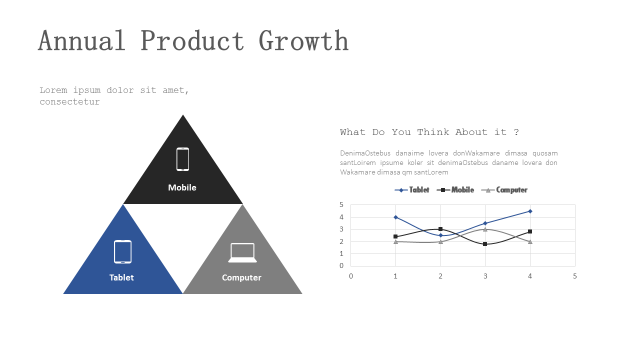 Annual Product Growth
Lorem ipsum dolor sit amet,
consectetur
Mobile
Tablet
Computer
What Do You Think About it ?
DenimaOstebus danaime lovera donWakamare dimasa quosam
santLoirem ipsume koler sit denimaOstebus daname lovera don
Wakamare dimasa qm santLorem
Tablet Mobile Computer
5
4
3
2
1
0
0 1 2 3 4 5